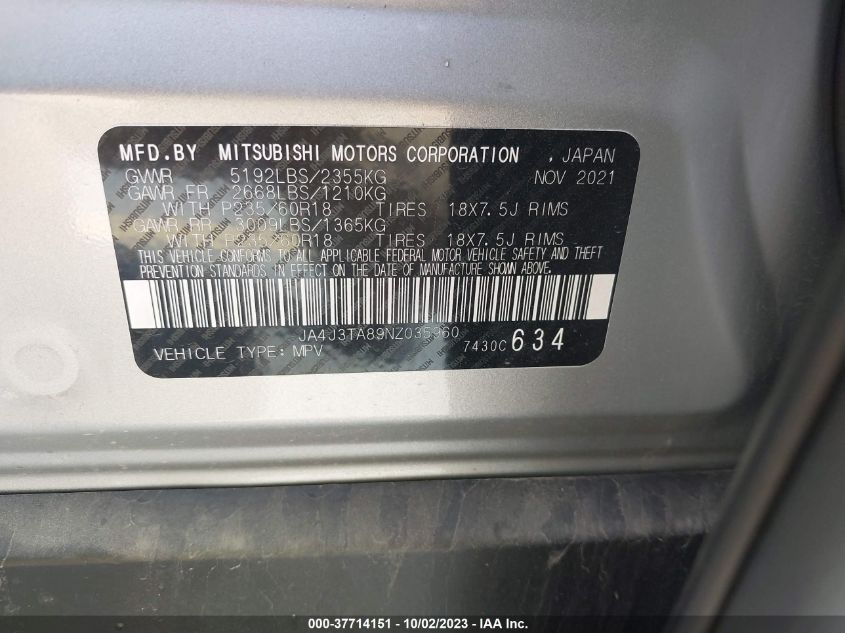 MFD.BY MITSUBISHI MOTORS CORPORATION . JAPAN
GVWR 5192LBS/2355KG NOV 2021
GAWR FR 2668LBS/1210KG
WITH P235/60R18 TIRES 18X7.5J RIMS
GAWR RR 3009LBS/1365KG
WITH P235/60R18 TIRES 18X7.5J RIMS
THIS VEHICLE CONFORMS TO ALL APPLICABLE FEDERAL MOTOR VEHICLE SAFETY AND THEFT
PREVENTION STANDARDS IN EFFECT ON THE DATE OF MANUFACTURE SHOWN ABOVE.
JA4J3TA89NZ035960
VEHICLE TYPE: MPV 7430C 634
000-37714151 - 10/02/2023 - IAA Inc.